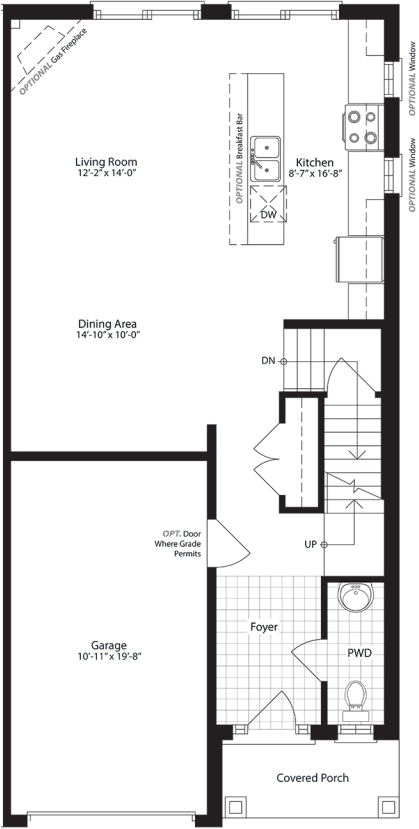 OPTIONAL Gas Fireplace
OPTIONAL Window
Living Room
12'-2" x 14'-0"
OPTIONAL Breakfast Bar
Kitchen
8'-7" x 16'-8"
OPTIONAL Window
DW
Dining Area
14'-10" x 10'-0"
DN
OPT. Door
Where Grade
Permits
UP
Foyer
PWD
Garage
10'-11" x 19'-8"
Covered Porch